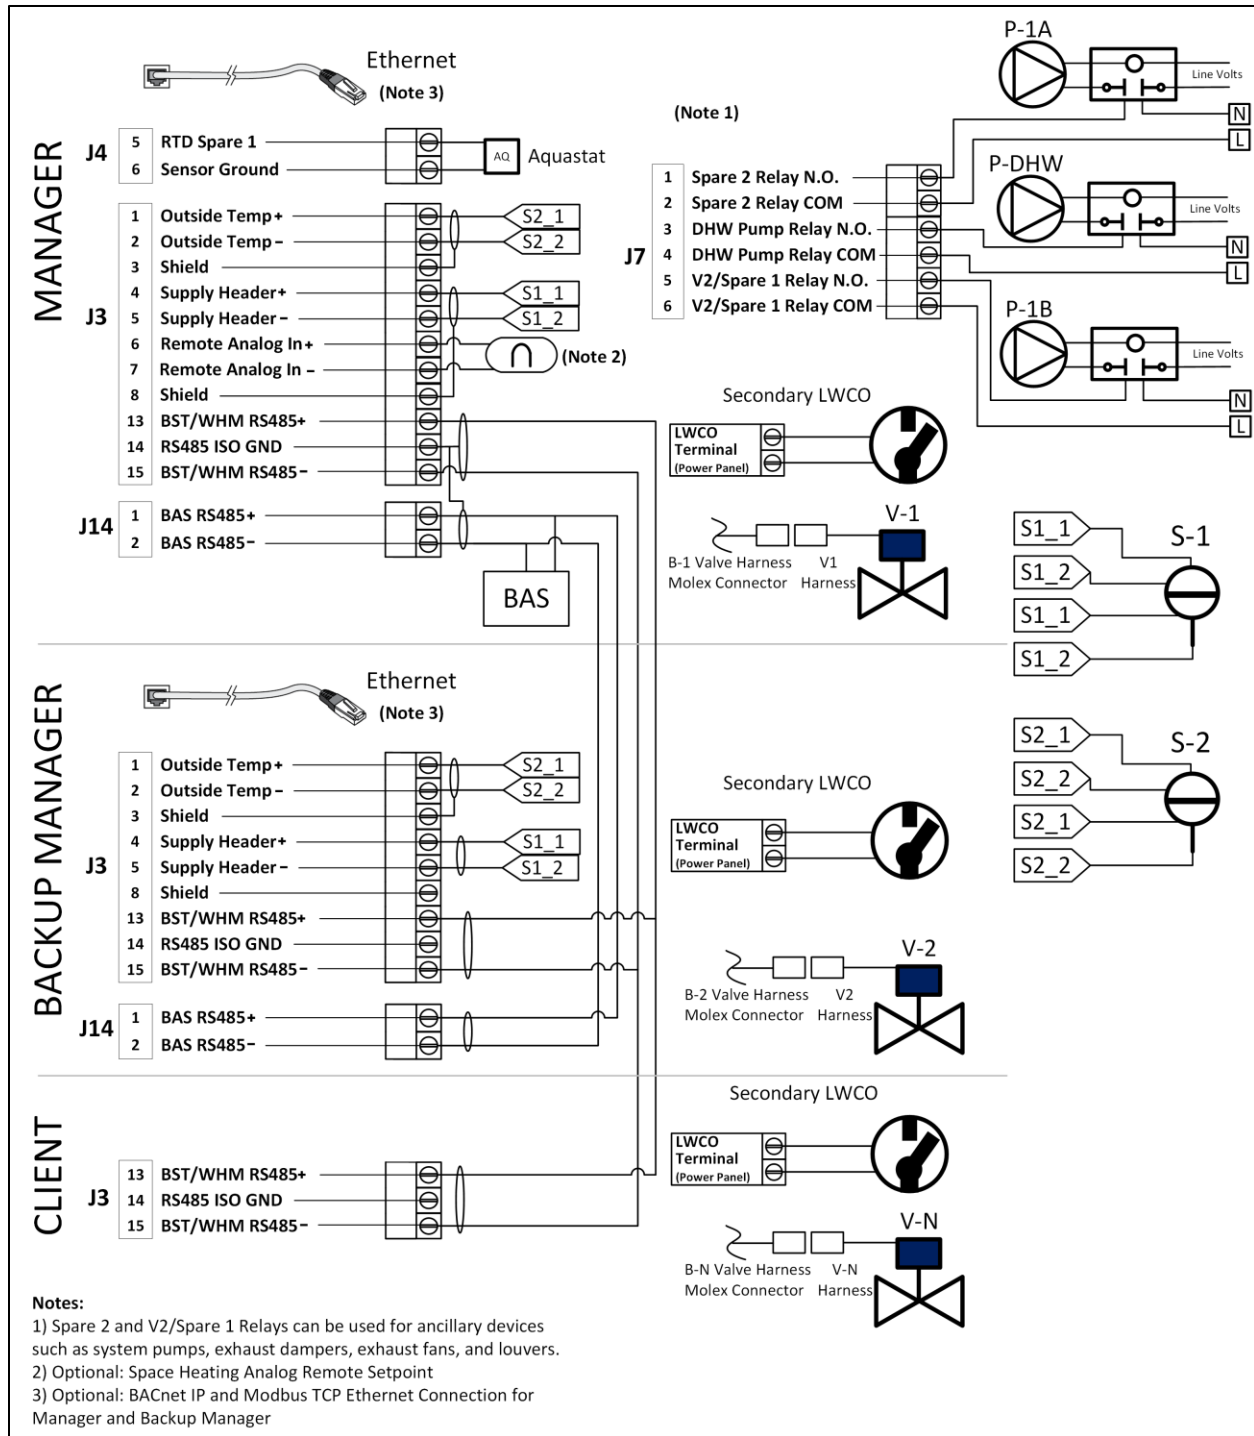 MANAGER
Ethernet
(Note 3)
J4
5 RTD Spare 1
6 Sensor Ground
AQ Aquastat
J3
1 Outside Temp+ S2_1
2 Outside Temp– S2_2
3 Shield
4 Supply Header+ S1_1
5 Supply Header– S1_2
6 Remote Analog In+
7 Remote Analog In –
(Note 2)
8 Shield
13 BST/WHM RS485+
14 RS485 ISO GND
15 BST/WHM RS485–
J14
1 BAS RS485+
2 BAS RS485–
BAS
(Note 1)
J7
1 Spare 2 Relay N.O.
2 Spare 2 Relay COM
3 DHW Pump Relay N.O.
4 DHW Pump Relay COM
5 V2/Spare 1 Relay N.O.
6 V2/Spare 1 Relay COM
P-1A
Line Volts
N
L
P-DHW
Line Volts
N
L
P-1B
Line Volts
N
L
Secondary LWCO
LWCO
Terminal
(Power Panel)
V-1
B-1 Valve Harness
Molex Connector
V1
Harness
S1_1
S1_2
S1_1
S1_2
S-1
BACKUP MANAGER
Ethernet
(Note 3)
J3
1 Outside Temp+ S2_1
2 Outside Temp– S2_2
3 Shield
4 Supply Header+ S1_1
5 Supply Header– S1_2
8 Shield
13 BST/WHM RS485+
14 RS485 ISO GND
15 BST/WHM RS485–
J14
1 BAS RS485+
2 BAS RS485–
Secondary LWCO
LWCO
Terminal
(Power Panel)
V-2
B-2 Valve Harness
Molex Connector
V2
Harness
S2_1
S2_2
S2_1
S2_2
S-2
CLIENT
J3
13 BST/WHM RS485+
14 RS485 ISO GND
15 BST/WHM RS485–
Secondary LWCO
LWCO
Terminal
(Power Panel)
V-N
B-N Valve Harness
Molex Connector
V-N
Harness
Notes:
1) Spare 2 and V2/Spare 1 Relays can be used for ancillary devices
such as system pumps, exhaust dampers, exhaust fans, and louvers.
2) Optional: Space Heating Analog Remote Setpoint
3) Optional: BACnet IP and Modbus TCP Ethernet Connection for
Manager and Backup Manager